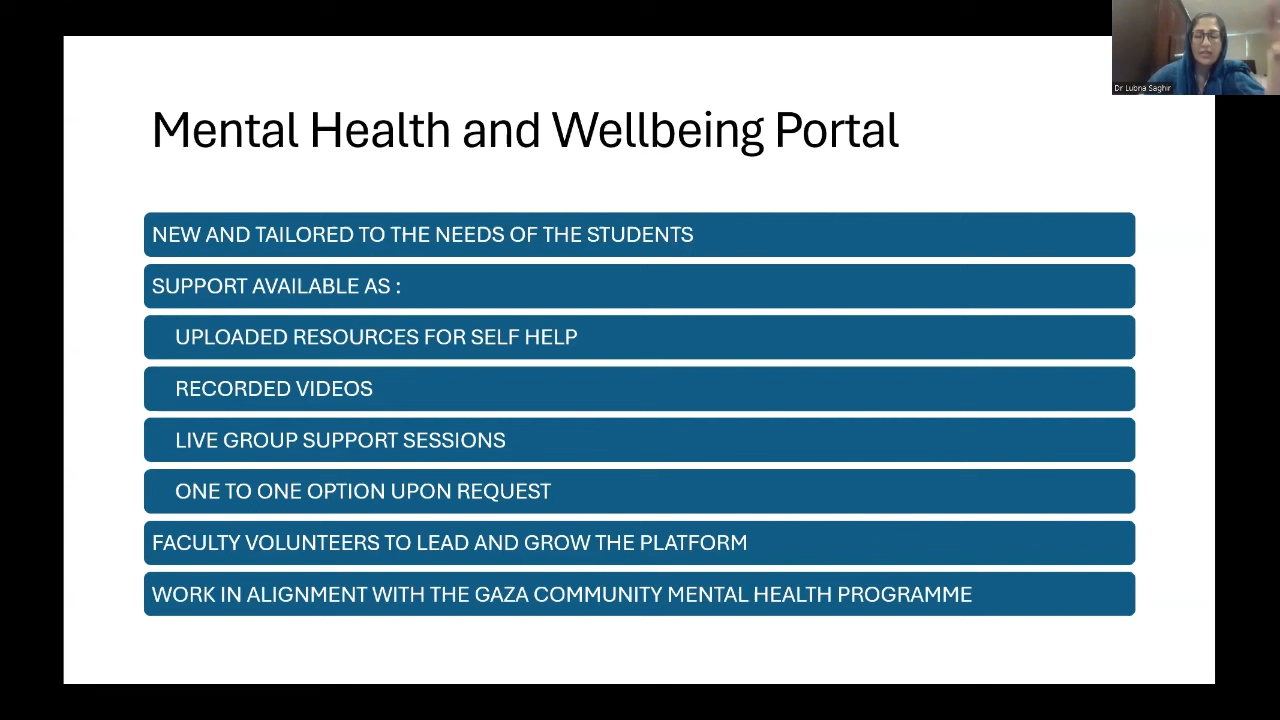 Dr Lubna Saghir
Mental Health and Wellbeing Portal
NEW AND TAILORED TO THE NEEDS OF THE STUDENTS
SUPPORT AVAILABLE AS :
UPLOADED RESOURCES FOR SELF HELP
RECORDED VIDEOS
LIVE GROUP SUPPORT SESSIONS
ONE TO ONE OPTION UPON REQUEST
FACULTY VOLUNTEERS TO LEAD AND GROW THE PLATFORM
WORK IN ALIGNMENT WITH THE GAZA COMMUNITY MENTAL HEALTH PROGRAMME